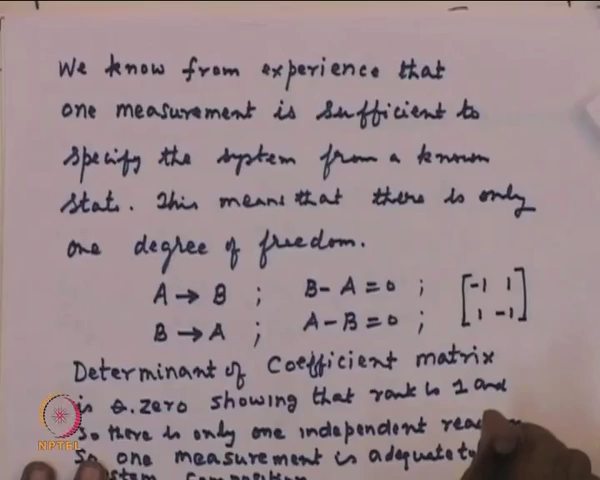 We know from experience that
one measurement is sufficient to
specify the system from a known
state. This means that there is only
one degree of freedom.
A → B ; B - A = 0 ; [-1 1
B → A ; A - B = 0 ; 1 -1]
Determinant of Coefficient matrix
is zero showing that rank is 1 and
So there is only one independent
So one measurement is adequate
NPTEL